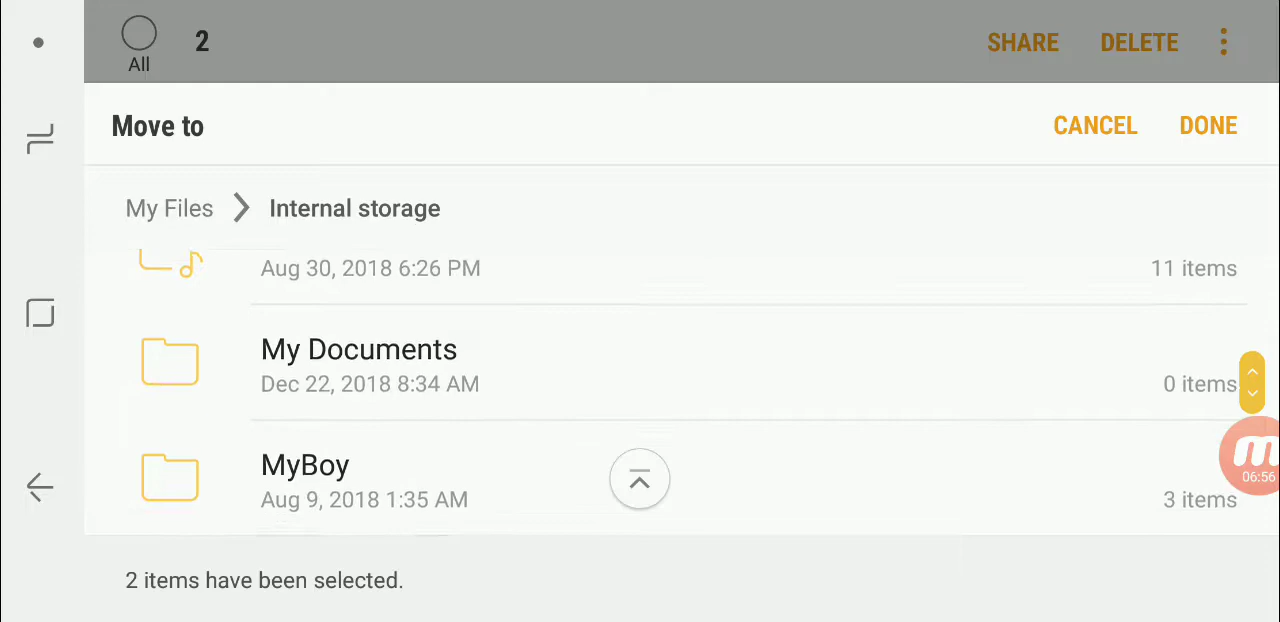 2
SHARE
DELETE
All
Move to
CANCEL
DONE
My Files
Internal storage
Aug 30, 2018 6:26 PM
11 items
My Documents
Dec 22, 2018 8:34 AM
0 items
MyBoy
Aug 9, 2018 1:35 AM
3 items
06:56
2 items have been selected.